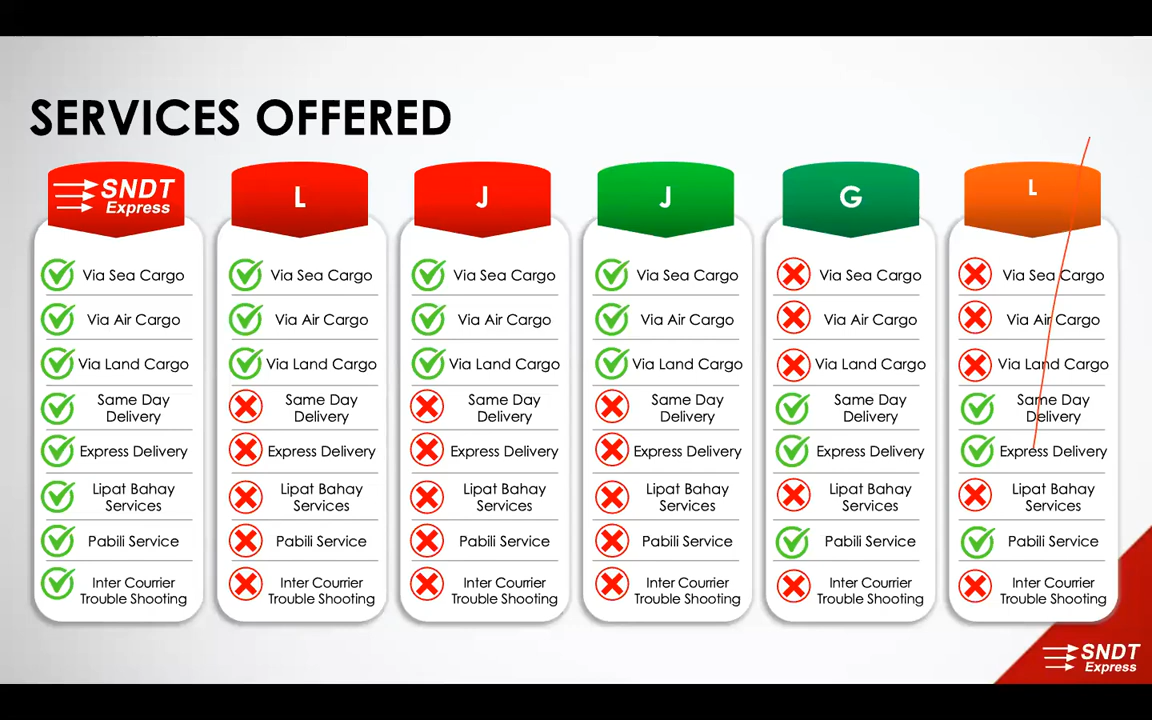 SERVICES OFFERED
SNDT
Express
Via Sea Cargo
Via Air Cargo
Via Land Cargo
Same Day
Delivery
Express Delivery
Lipat Bahay
Services
Pabili Service
Inter Courrier
Trouble Shooting
L
Via Sea Cargo
Via Air Cargo
Via Land Cargo
Same Day
Delivery
Express Delivery
Lipat Bahay
Services
Pabili Service
Inter Courrier
Trouble Shooting
J
Via Sea Cargo
Via Air Cargo
Via Land Cargo
Same Day
Delivery
Express Delivery
Lipat Bahay
Services
Pabili Service
Inter Courrier
Trouble Shooting
J
Via Sea Cargo
Via Air Cargo
Via Land Cargo
Same Day
Delivery
Express Delivery
Lipat Bahay
Services
Pabili Service
Inter Courrier
Trouble Shooting
G
Via Sea Cargo
Via Air Cargo
Via Land Cargo
Same Day
Delivery
Express Delivery
Lipat Bahay
Services
Pabili Service
Inter Courrier
Trouble Shooting
L
Via Sea Cargo
Via Air Cargo
Via Land Cargo
Same Day
Delivery
Express Delivery
Lipat Bahay
Services
Pabili Service
Inter Courrier
Trouble Shooting
SNDT
Express